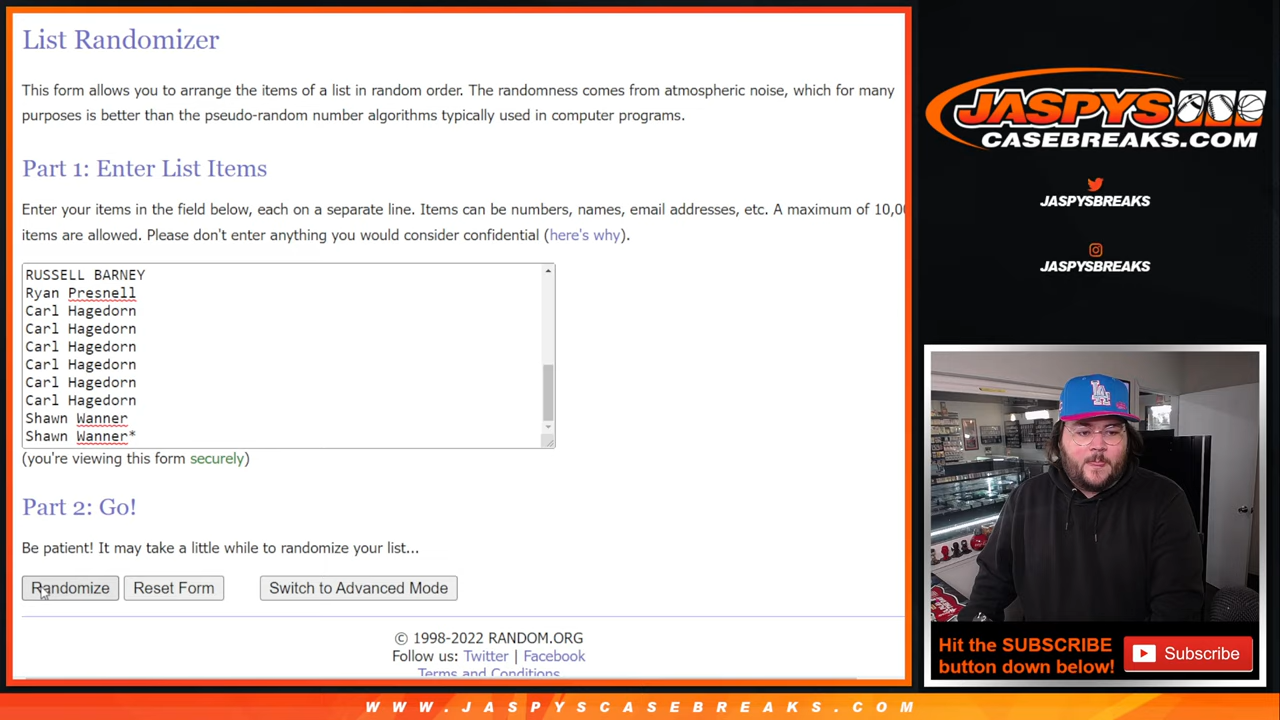 List Randomizer
This form allows you to arrange the items of a list in random order. The randomness comes from atmospheric noise, which for many
purposes is better than the pseudo-random number algorithms typically used in computer programs.
Part 1: Enter List Items
Enter your items in the field below, each on a separate line. Items can be numbers, names, email addresses, etc. A maximum of 10,00
items are allowed. Please don't enter anything you would consider confidential (here's why).
RUSSELL BARNEY
Ryan Presnell
Carl Hagedorn
Carl Hagedorn
Carl Hagedorn
Carl Hagedorn
Carl Hagedorn
Carl Hagedorn
Shawn Wanner
Shawn Wanner*
(you're viewing this form securely)
Part 2: Go!
Be patient! It may take a little while to randomize your list...
Randomize Reset Form Switch to Advanced Mode
© 1998-2022 RANDOM.ORG
Follow us: Twitter | Facebook
Terms and Conditions
JASPYS
CASEBREAKS.COM
JASPYSBREAKS
JASPYSBREAKS
LA
Hit the SUBSCRIBE
button down below!
Subscribe
WWW.JASPYSCASEBREAKS.COM